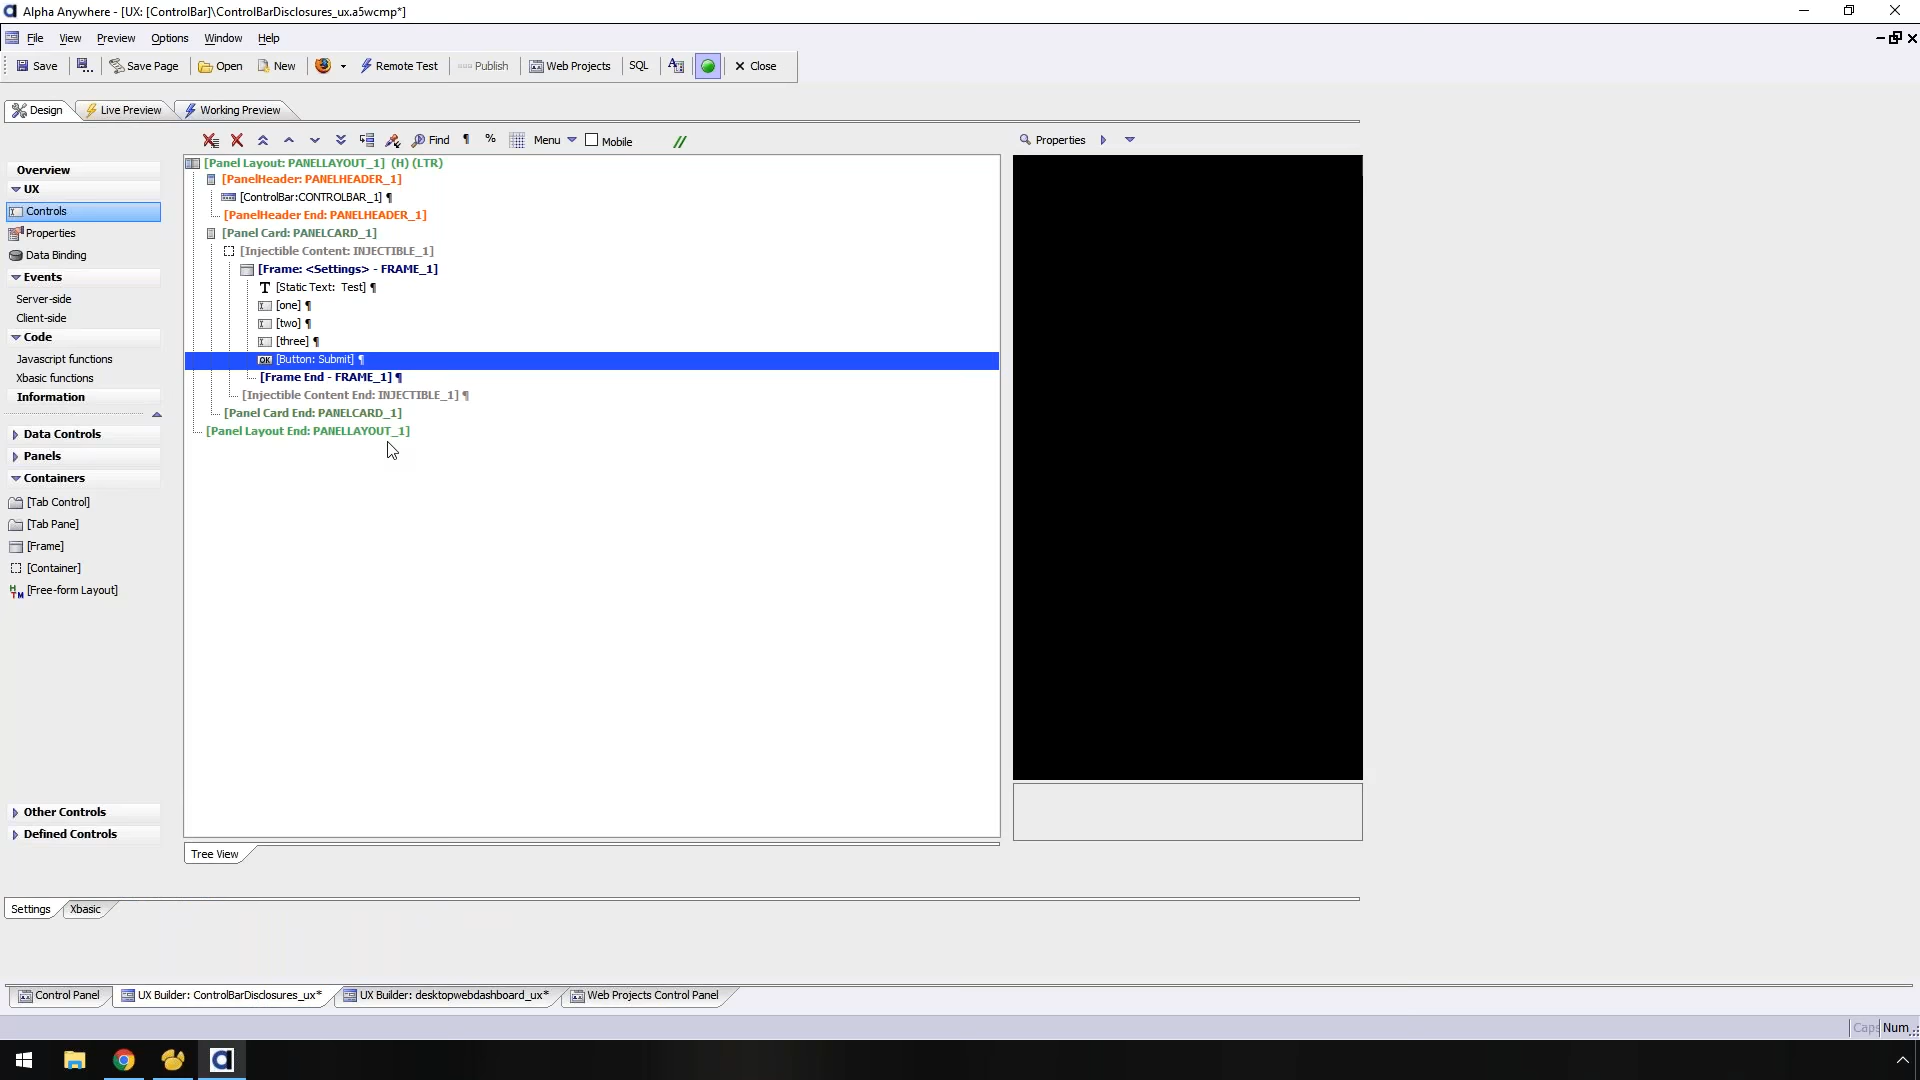 Alpha Anywhere - [UX: [ControlBar]\ControlBarDisclosures_ux.a5wcmp*]
File View Preview Options Window Help
Save Save Page Open New Remote Test Publish Web Projects SQL Close
Design Live Preview Working Preview
Find ¶ % Menu Mobile // Properties
Overview
UX
Controls
Properties
Data Binding
Events
Server-side
Client-side
Code
Javascript functions
Xbasic functions
Information
Data Controls
Panels
Containers
[Tab Control]
[Tab Pane]
[Frame]
[Container]
[Free-form Layout]
Other Controls
Defined Controls
[Panel Layout: PANELLAYOUT_1] (H) (LTR)
[PanelHeader: PANELHEADER_1]
[ControlBar:CONTROLBAR_1] ¶
[PanelHeader End: PANELHEADER_1]
[Panel Card: PANELCARD_1]
[Injectible Content: INJECTIBLE_1]
[Frame: <Settings> - FRAME_1]
T [Static Text: Test] ¶
[one] ¶
[two] ¶
[three] ¶
OK [Button: Submit] ¶
[Frame End - FRAME_1] ¶
[Injectible Content End: INJECTIBLE_1] ¶
[Panel Card End: PANELCARD_1]
[Panel Layout End: PANELLAYOUT_1]
Tree View
Settings Xbasic
Control Panel UX Builder: ControlBarDisclosures_ux* UX Builder: desktopwebdashboard_ux* Web Projects Control Panel
Caps Num